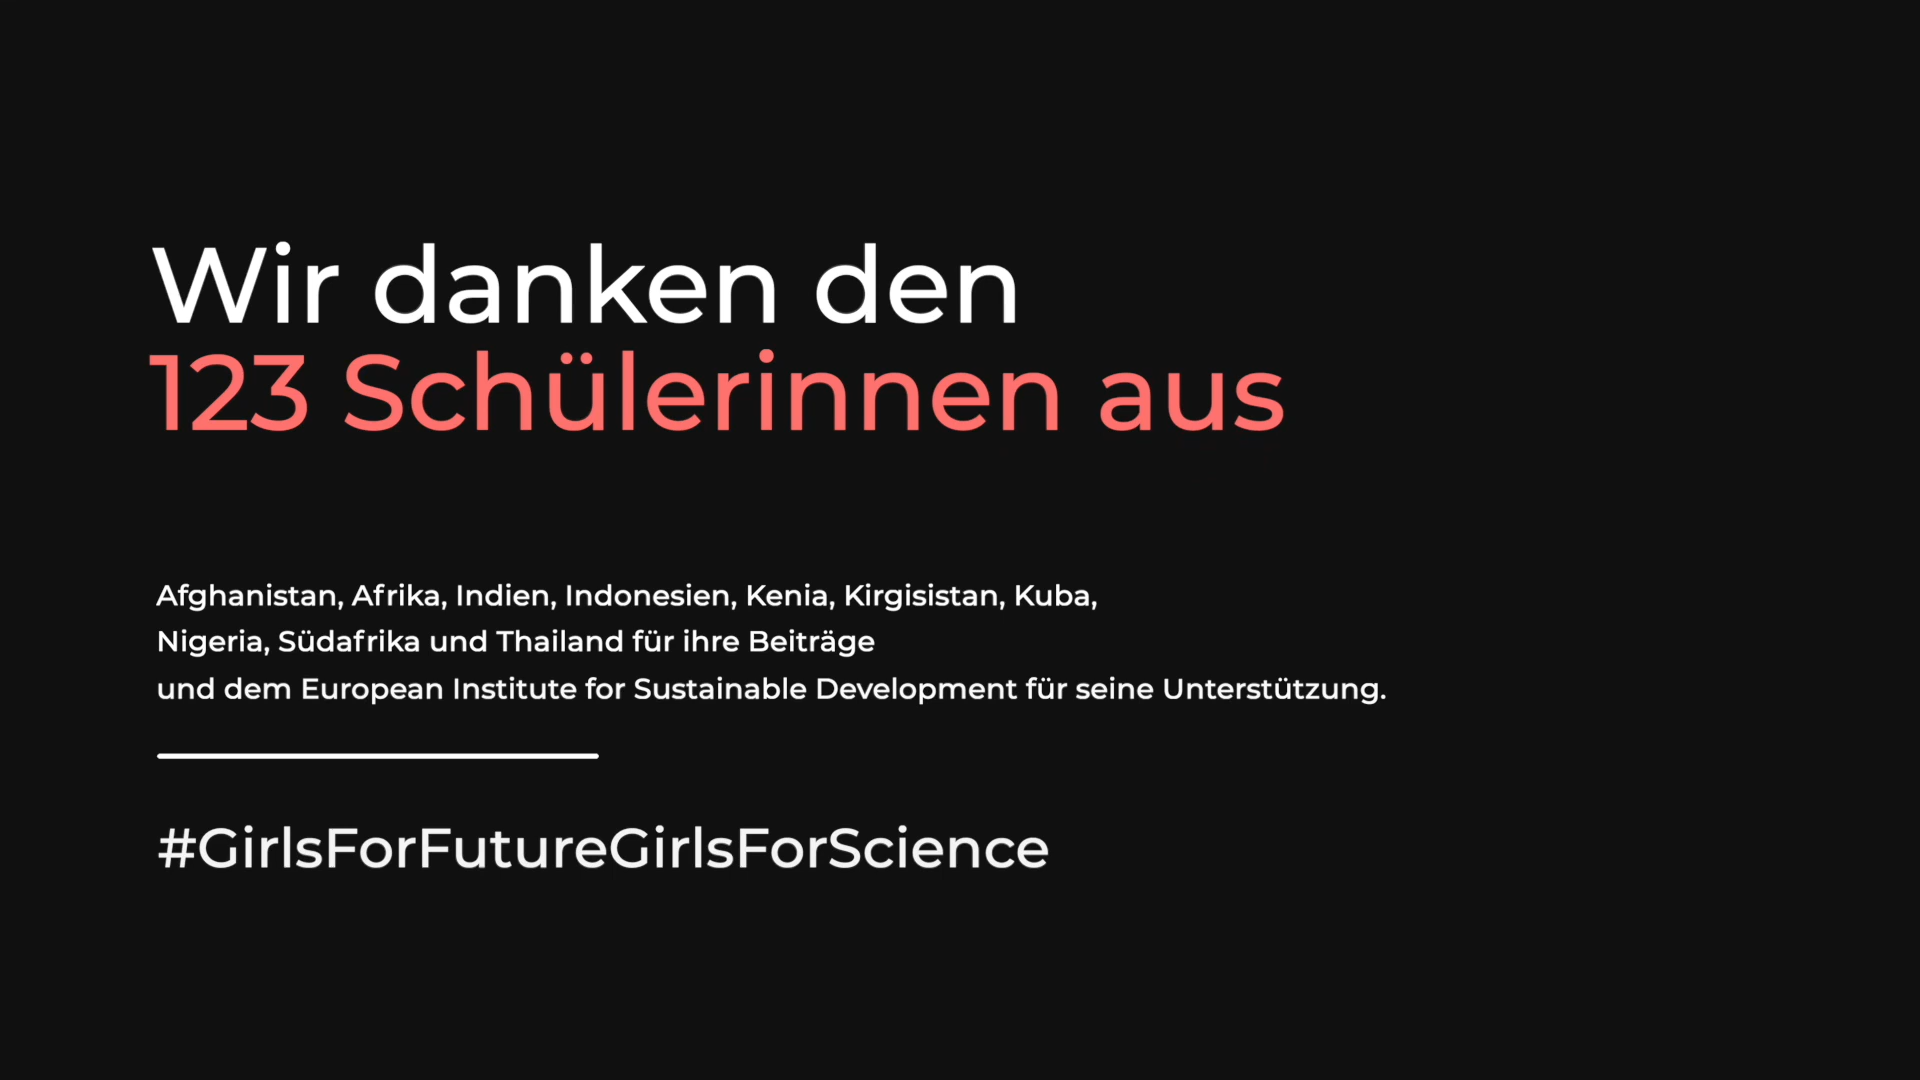 Wir danken den
123 Schülerinnen aus
Afghanistan, Afrika, Indien, Indonesien, Kenia, Kirgisistan, Kuba,
Nigeria, Südafrika und Thailand für ihre Beiträge
und dem European Institute for Sustainable Development für seine Unterstützung.
#GirlsForFutureGirlsForScience